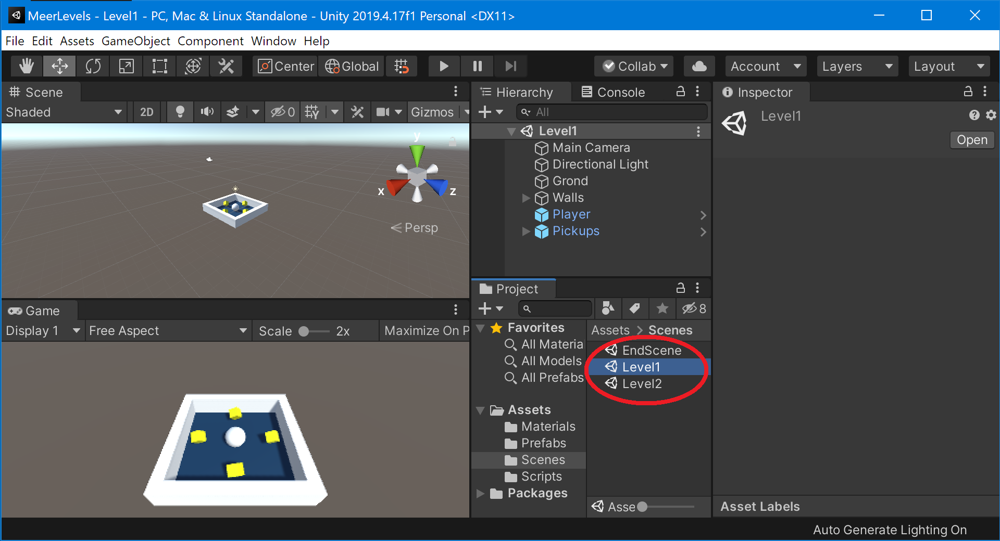 MeerLevels - Level1 - PC, Mac & Linux Standalone - Unity 2019.4.17f1 Personal <DX11>
File Edit Assets GameObject Component Window Help
Center Global Collab Account Layers Layout
Scene
Shaded 2D 0 Gizmos
y
x z
Persp
Game
Display 1 Free Aspect Scale 2x Maximize On P
Hierarchy Console
All
Level1
Main Camera
Directional Light
Grond
Walls
Player
Pickups
Project
8
Favorites
All Materia
All Models
All Prefabs
Assets
Materials
Prefabs
Scenes
Scripts
Packages
Assets > Scenes
EndScene
Level1
Level2
Asse
Inspector
Level1
Open
Asset Labels
Auto Generate Lighting On